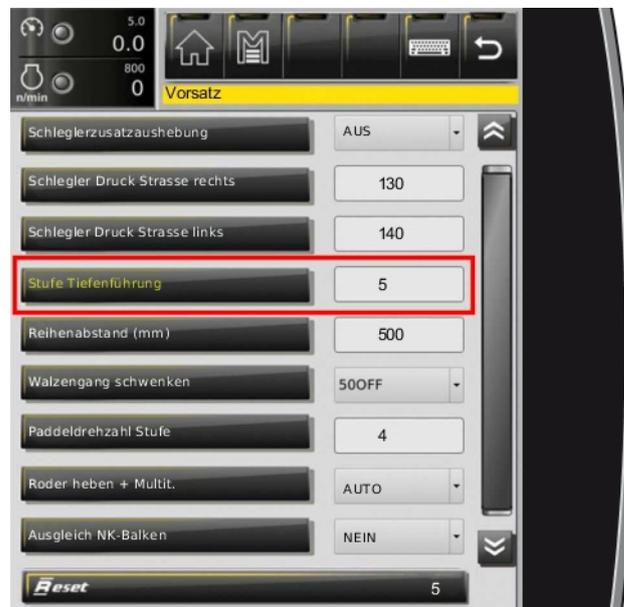 5.0
0.0
800
n/min 0
Vorsatz
Schleglerzusatzaushebung AUS
Schlegler Druck Strasse rechts 130
Schlegler Druck Strasse links 140
Stufe Tiefenführung 5
Reihenabstand (mm) 500
Walzengang schwenken 50OFF
Paddeldrehzahl Stufe 4
Roder heben + Multit. AUTO
Ausgleich NK-Balken NEIN
Reset 5